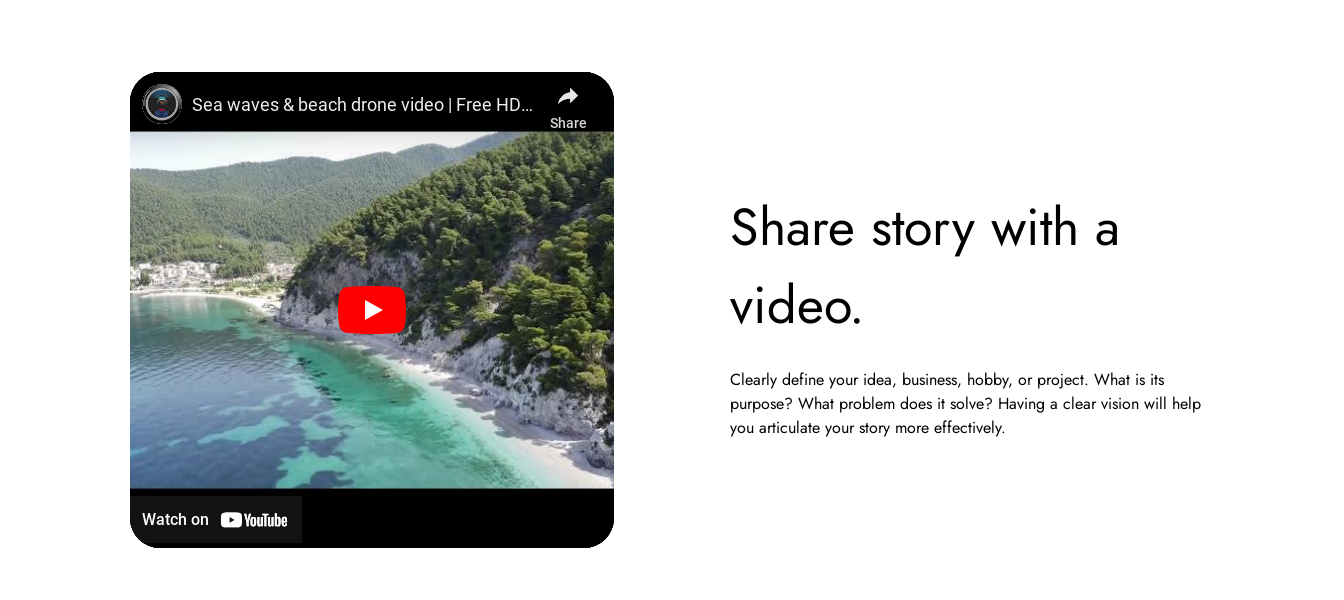 Sea waves & beach drone video | Free HD...
Share
Watch on YouTube
Share story with a
video.
Clearly define your idea, business, hobby, or project. What is its
purpose? What problem does it solve? Having a clear vision will help
you articulate your story more effectively.